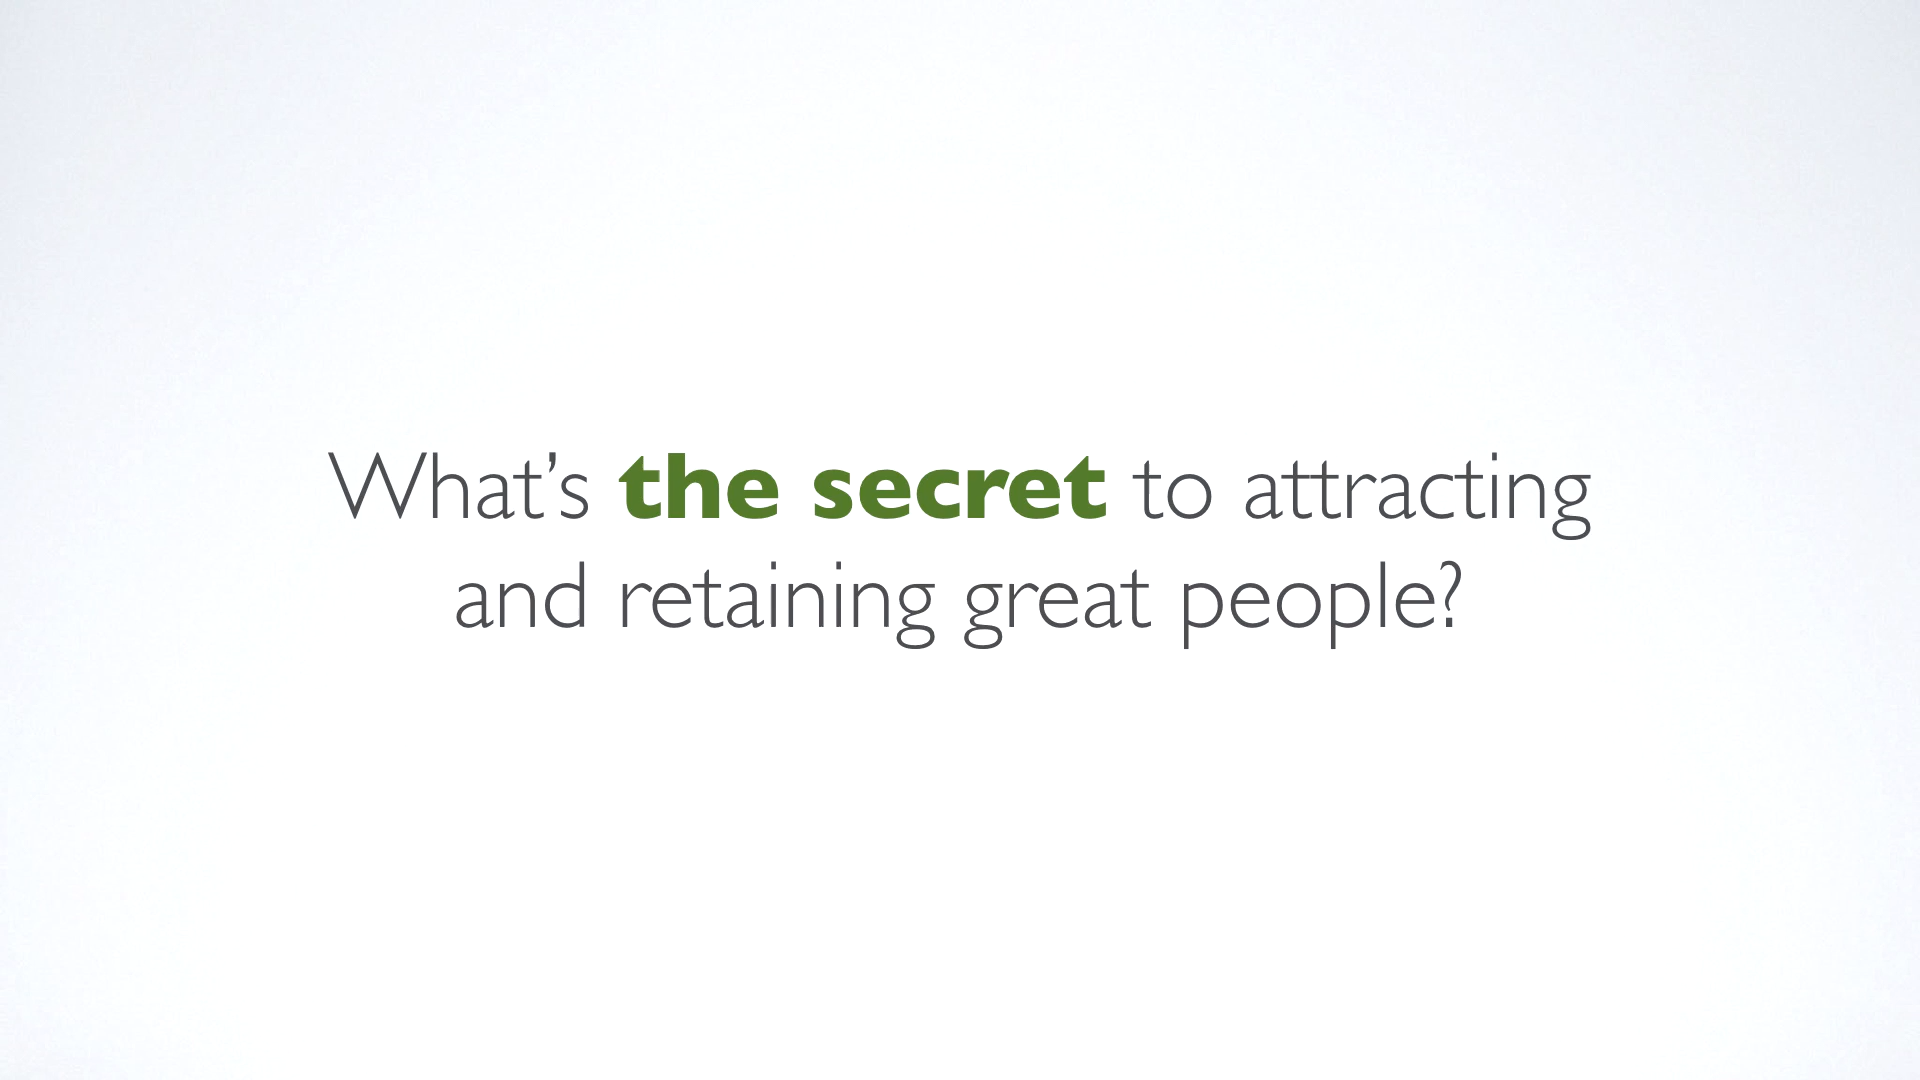 What’s the secret to attracting
and retaining great people?